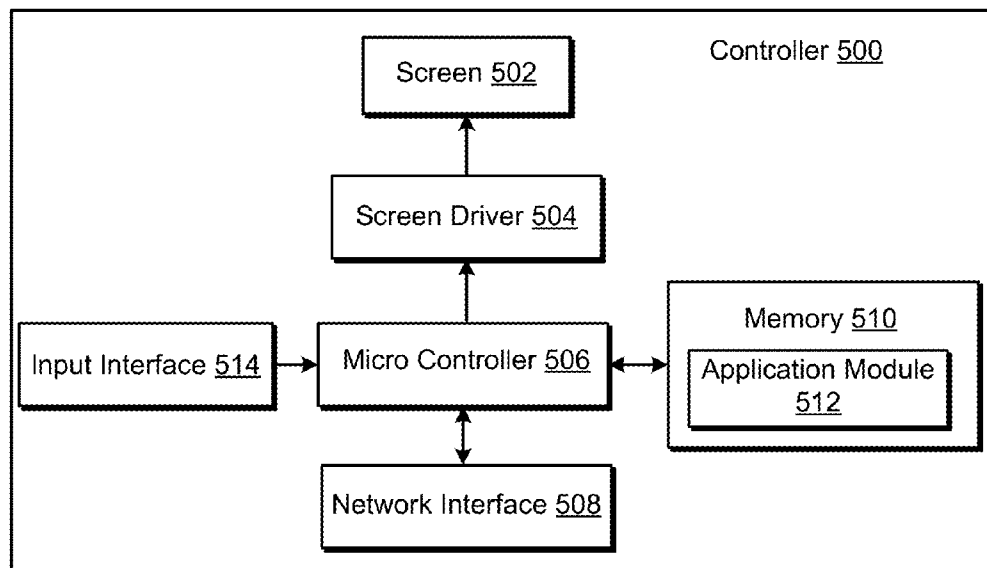 Controller 500
Screen 502
Screen Driver 504
Input Interface 514
Micro Controller 506
Memory 510
Application Module
512
Network Interface 508